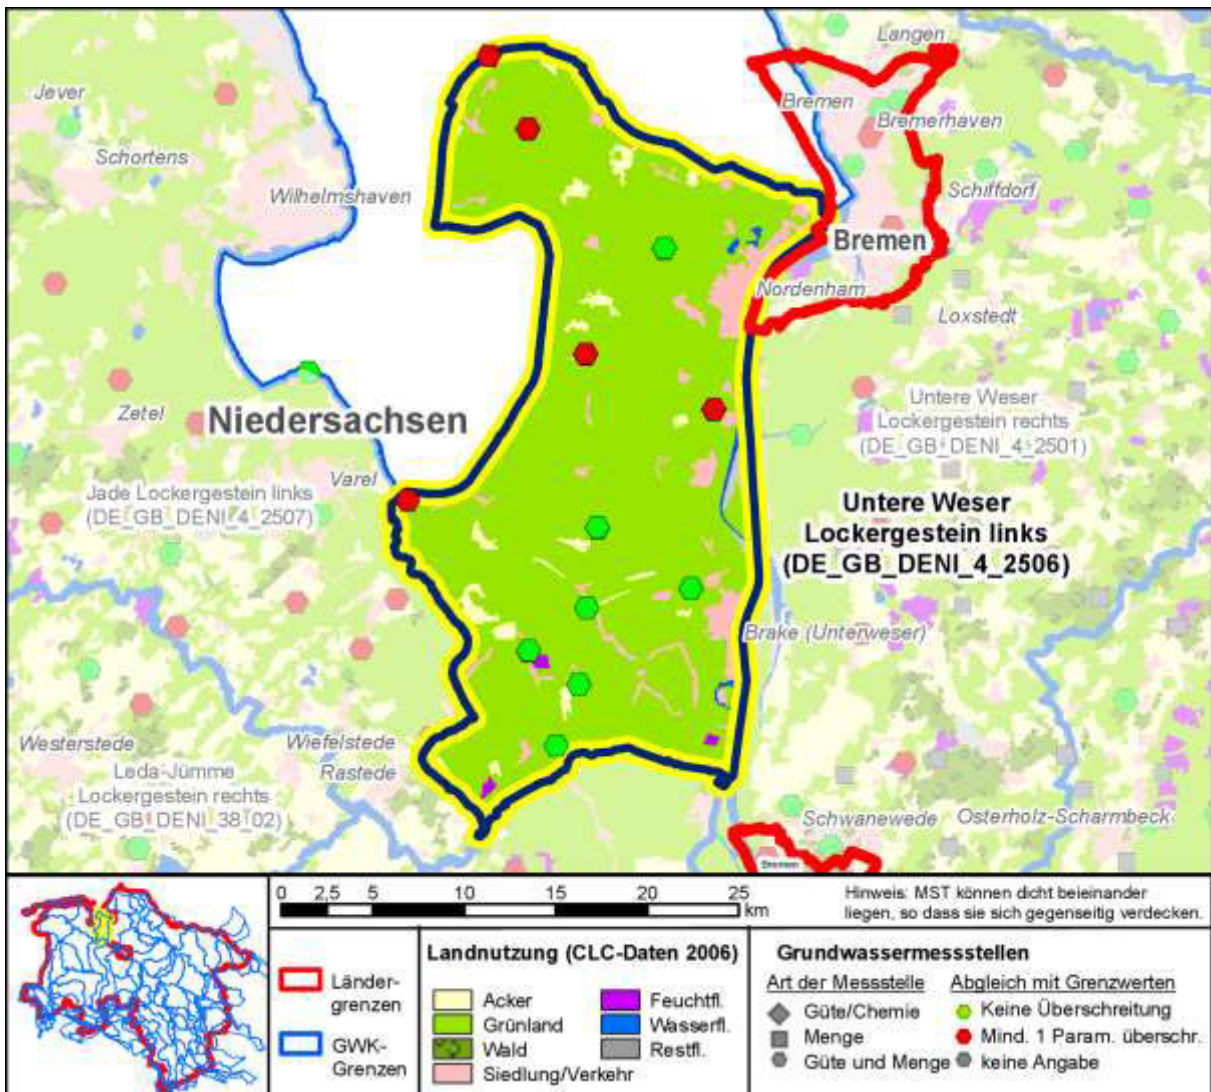 Langen
Jever
Bremen
Bremerhaven
Schortens
Wilhelmshaven
Schiffdorf
Bremen
Nordenham
Loxstedt
Zetel
Niedersachsen
Untere Weser
Lockergestein rechts
(DE_GB_DENI_4_2501)
Varel
Jade Lockergestein links
(DE_GB_DENI_4_2507)
Untere Weser
Lockergestein links
(DE_GB_DENI_4_2506)
Brake (Unterweser)
Westerstede
Wiefelstede
Rastede
Leda-Jümme
Lockergestein rechts
(DE_GB_DENI_38_02)
Schwanewede
Osterholz-Scharmbeck
Bremen
0 2,5 5 10 15 20 25
km
Hinweis: MST können dicht beieinander
liegen, so dass sie sich gegenseitig verdecken.
Länder-
grenzen
GWK-
Grenzen
Landnutzung (CLC-Daten 2006)
Acker
Grünland
Wald
Siedlung/Verkehr
Feuchtfl.
Wasserfl.
Restfl.
Grundwassermessstellen
Art der Messstelle
Güte/Chemie
Menge
Güte und Menge
Abgleich mit Grenzwerten
Keine Überschreitung
Mind. 1 Param. überschr.
keine Angabe